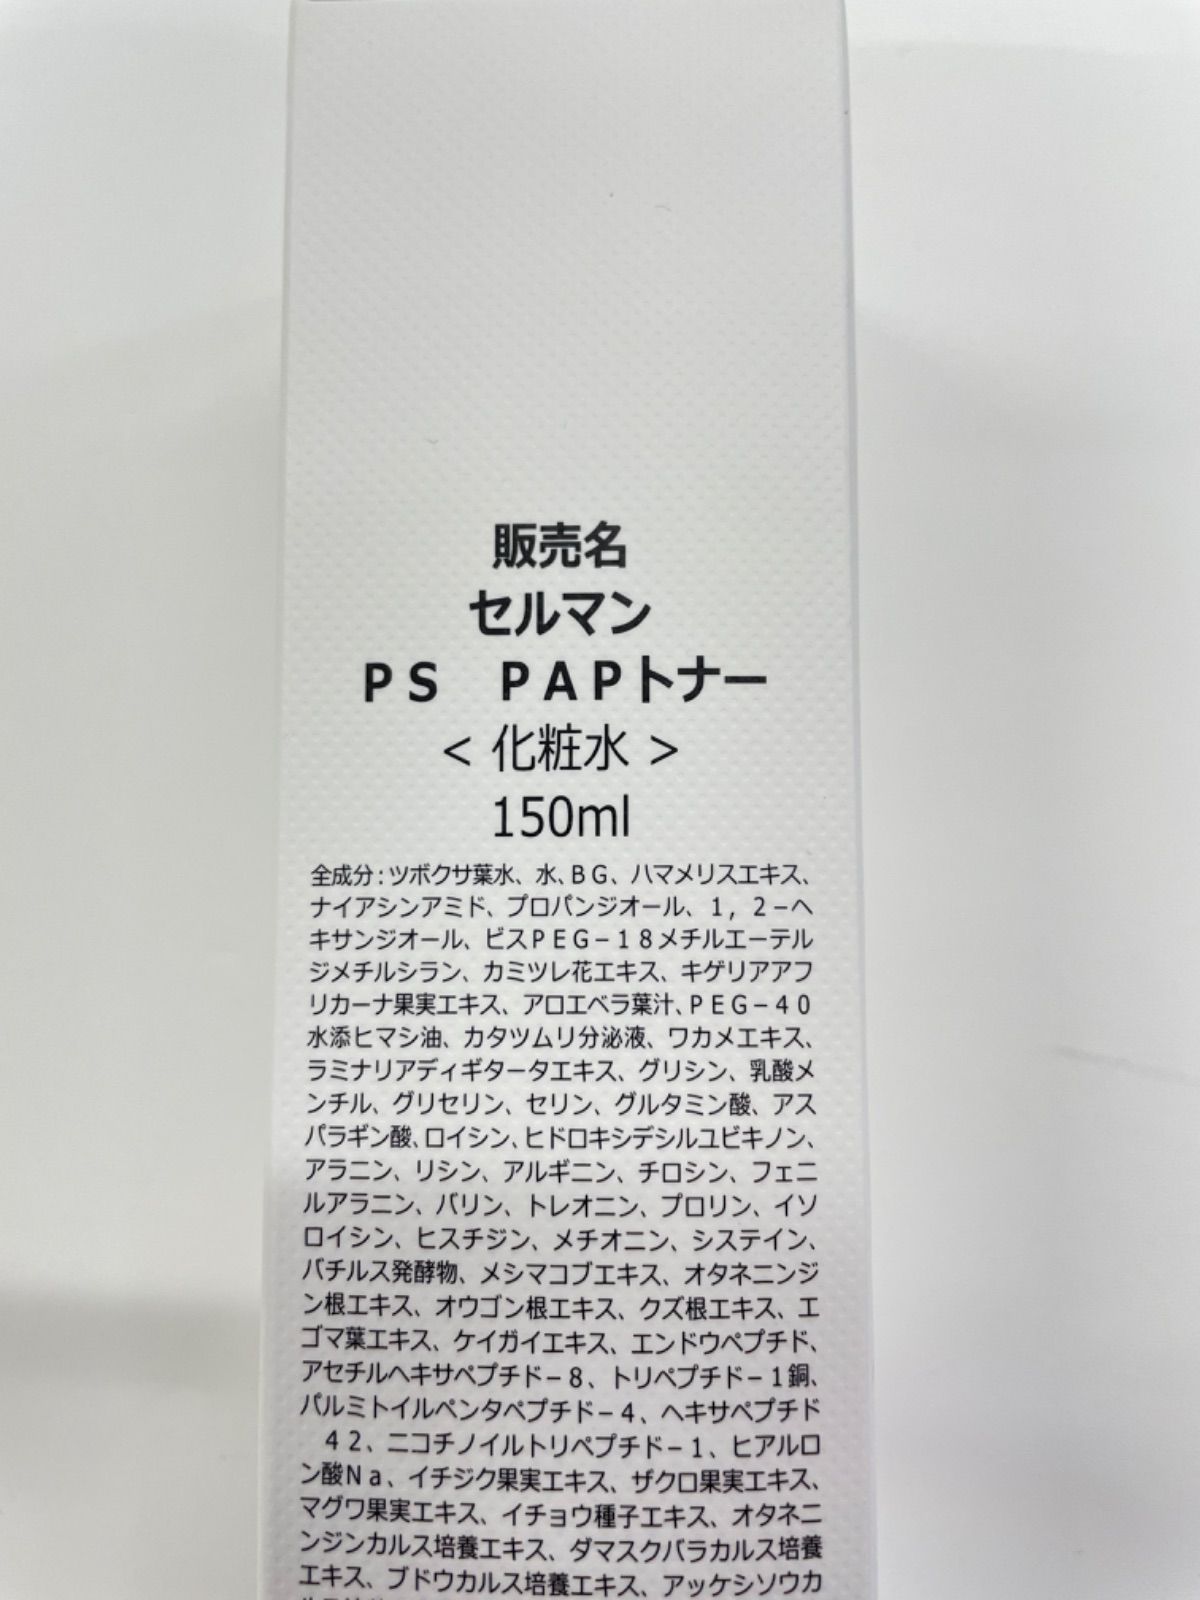 販売名
セルマン
ＰＳ　ＰＡＰトナー
< 化粧水 >
150ml
全成分：ツボクサ葉水、水、ＢＧ、ハマメリスエキス、
ナイアシンアミド、プロパンジオール、１，２－ヘ
キサンジオール、ビスＰＥＧ－１８メチルエーテル
ジメチルシラン、カミツレ花エキス、キゲリアアフ
リカーナ果実エキス、アロエベラ葉汁、ＰＥＧ－４０
水添ヒマシ油、カタツムリ分泌液、ワカメエキス、
ラミナリアディギタータエキス、グリシン、乳酸メ
ンチル、グリセリン、セリン、グルタミン酸、アス
パラギン酸、ロイシン、ヒドロキシデシルユビキノン、
アラニン、リシン、アルギニン、チロシン、フェニ
ルアラニン、バリン、トレオニン、プロリン、イソ
ロイシン、ヒスチジン、メチオニン、システイン、
バチルス発酵物、メシマコブエキス、オタネニンジ
ン根エキス、オウゴン根エキス、クズ根エキス、エ
ゴマ葉エキス、ケイガイエキス、エンドウペプチド、
アセチルヘキサペプチド－８、トリペプチド－１銅、
パルミトイルペンタペプチド－４、ヘキサペプチド
４２、ニコチノイルトリペプチド－１、ヒアルロ
ン酸Ｎａ、イチジク果実エキス、ザクロ果実エキス、
マグワ果実エキス、イチョウ種子エキス、オタネニ
ンジンカルス培養エキス、ダマスクバラカルス培養
エキス、ブドウカルス培養エキス、アッケシソウカ